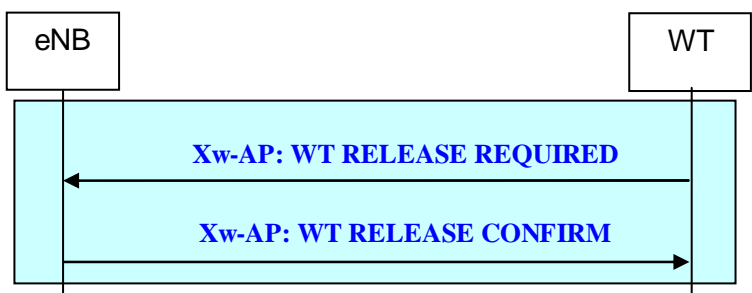 eNB
WT
Xw-AP: WT RELEASE REQUIRED
Xw-AP: WT RELEASE CONFIRM